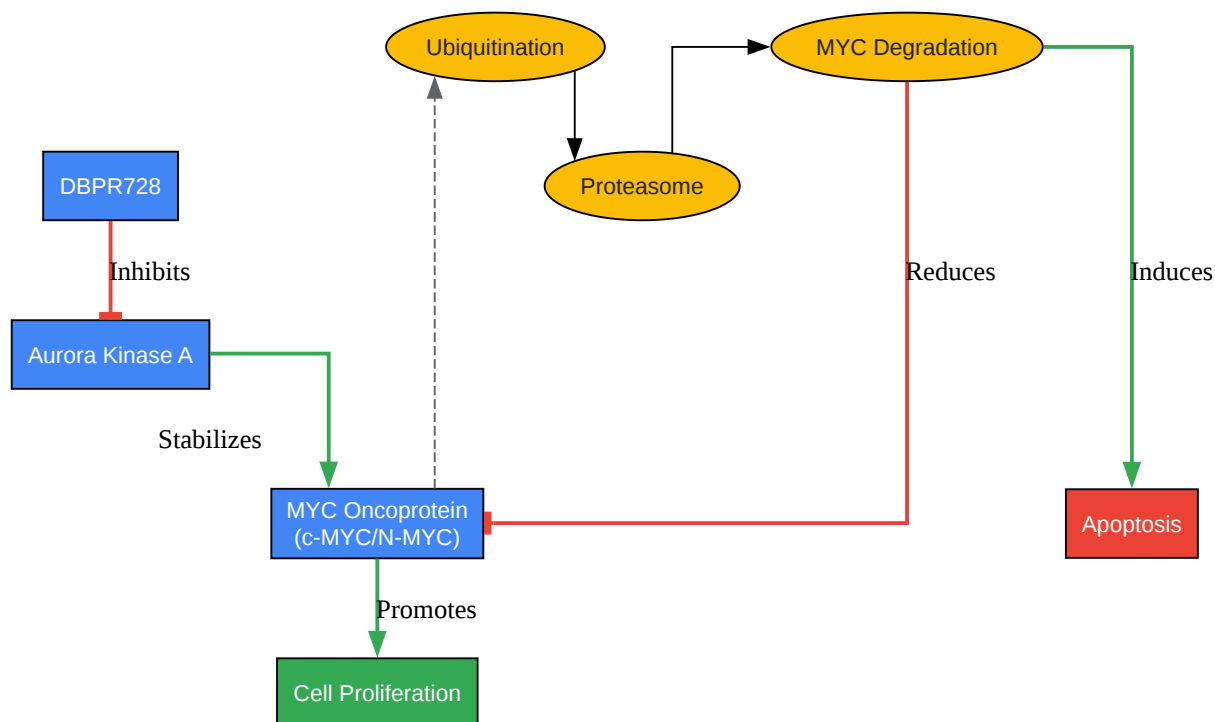 Ubiquitination
MYC Degradation
DBPR728
Proteasome
Inhibits
Reduces
Induces
Aurora Kinase A
Stabilizes
MYC Oncoprotein
(c-MYC/N-MYC)
Apoptosis
Promotes
Cell Proliferation